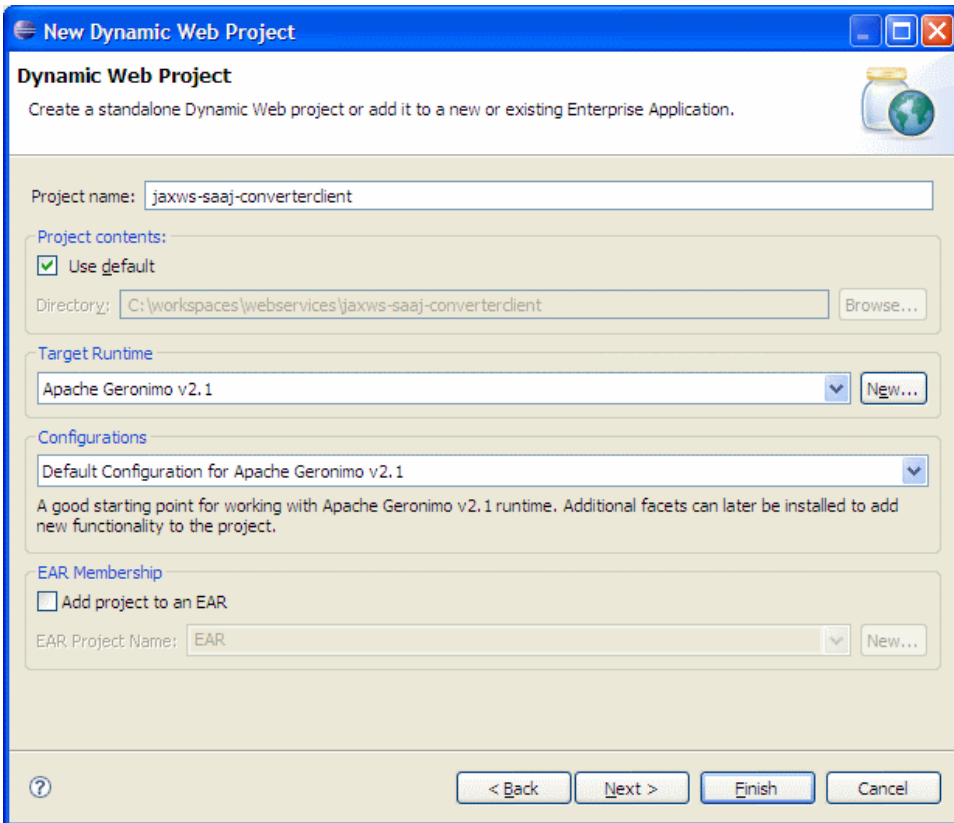 New Dynamic Web Project
Dynamic Web Project
Create a standalone Dynamic Web project or add it to a new or existing Enterprise Application.
Project name: jaxws-saaj-converterclient
Project contents:
Use default
Directory: C:\workspaces\webservices\jaxws-saaj-converterclient Browse...
Target Runtime
Apache Geronimo v2.1 New...
Configurations
Default Configuration for Apache Geronimo v2.1
A good starting point for working with Apache Geronimo v2.1 runtime. Additional facets can later be installed to add
new functionality to the project.
EAR Membership
Add project to an EAR
EAR Project Name: EAR New...
? < Back Next > Finish Cancel